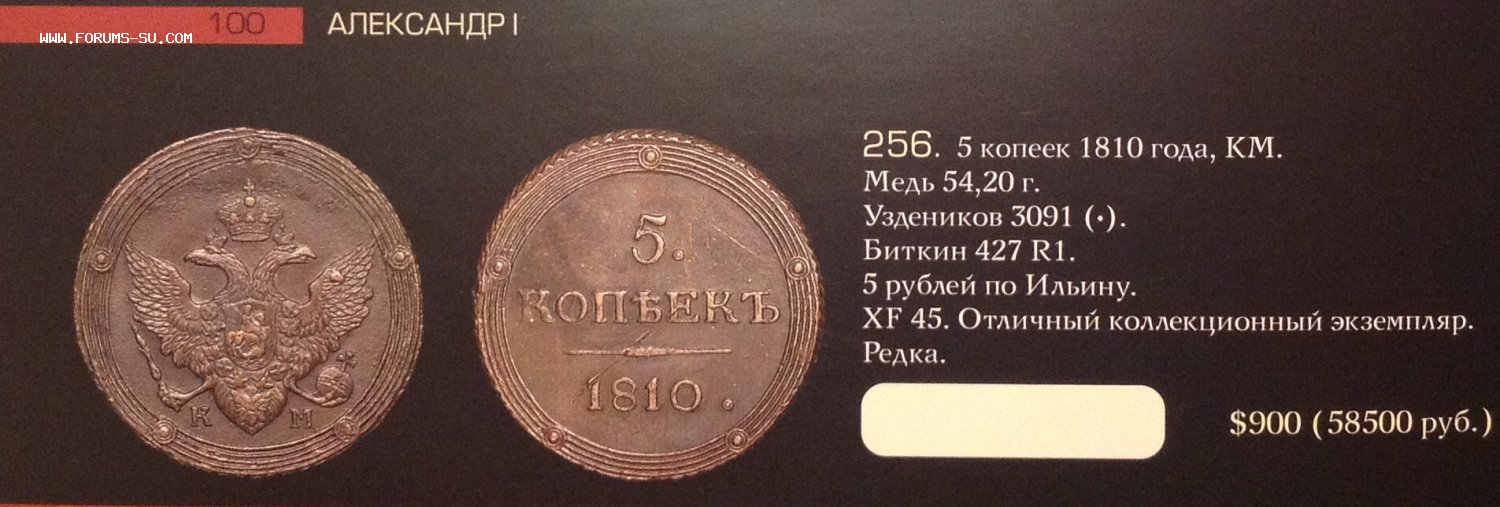 100 АЛЕКСАНДР I
WWW.FORUMS-SU.COM
К М
5.
КОПѢЕКЪ
1810.
256. 5 копеек 1810 года, КМ.
Медь 54,20 г.
Уздеников 3091 (·).
Биткин 427 R1.
5 рублей по Ильину.
XF 45. Отличный коллекционный экземпляр.
Редка.
$900 (58500 руб.)